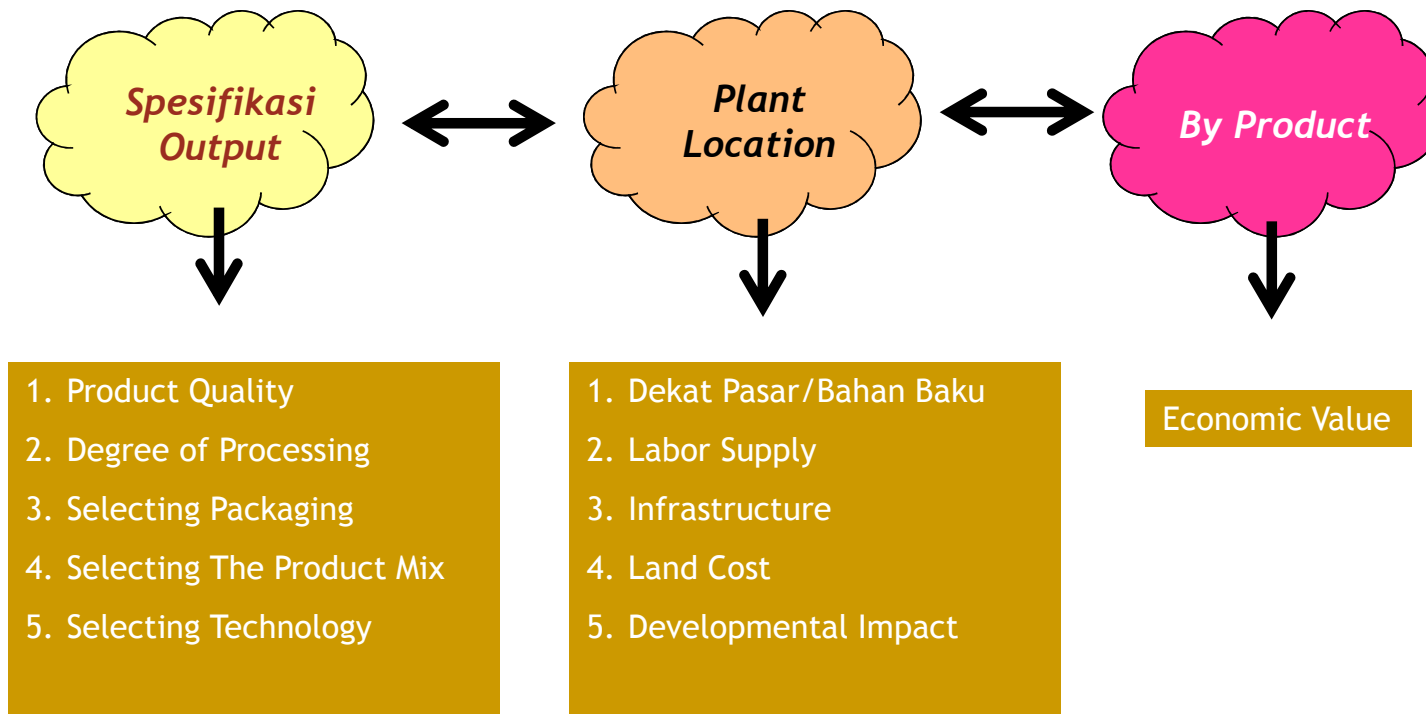 Spesifikasi
Output
Plant
Location
By Product
1. Product Quality
2. Degree of Processing
3. Selecting Packaging
4. Selecting The Product Mix
5. Selecting Technology
1. Dekat Pasar/Bahan Baku
2. Labor Supply
3. Infrastructure
4. Land Cost
5. Developmental Impact
Economic Value